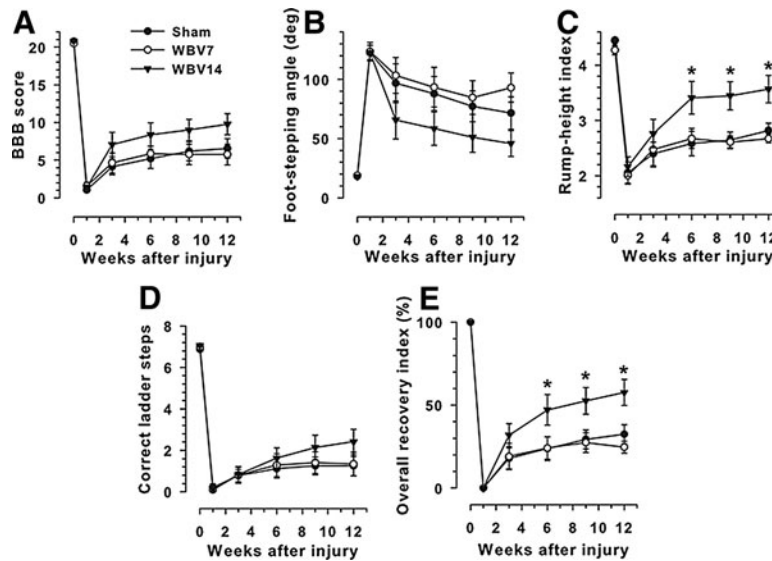 A
BBB score
20
15
10
5
0
Sham
WBV7
WBV14
0 2 4 6 8 10 12
Weeks after injury
B
Foot-stepping angle (deg)
100
50
0
0 2 4 6 8 10 12
Weeks after injury
C
Rump-height index
4
3
2
* * *
0 2 4 6 8 10 12
Weeks after injury
D
Correct ladder steps
8
6
4
2
0
0 2 4 6 8 10 12
Weeks after injury
E
Overall recovery index (%)
100
50
0
* * *
0 2 4 6 8 10 12
Weeks after injury